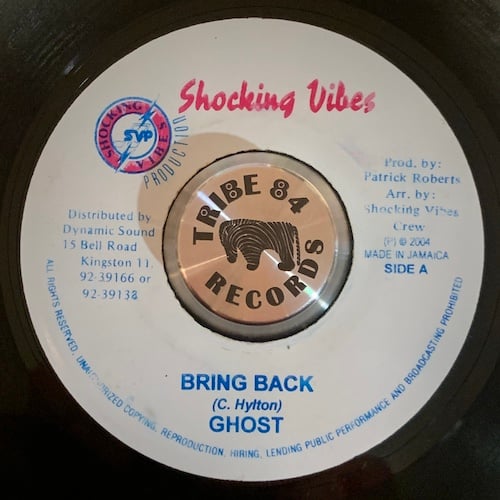 Shocking Vibes
SHOCKING VIBES
SVP
PRODUCTION
Prod. by:
Patrick Roberts
Arr. by:
Shocking Vibes
Crew
(P) © 2004
MADE IN JAMAICA
SIDE A
Distributed by
Dynamic Sound
15 Bell Road
Kingston 11,
92-39166 or
92-39138
TRIBE 84
RECORDS
BRING BACK
(C. Hylton)
GHOST
ALL RIGHTS RESERVED, UNAUTHORIZED COPYING, REPRODUCTION, HIRING, LENDING PUBLIC PERFORMANCE AND BROADCASTING PROHIBITED